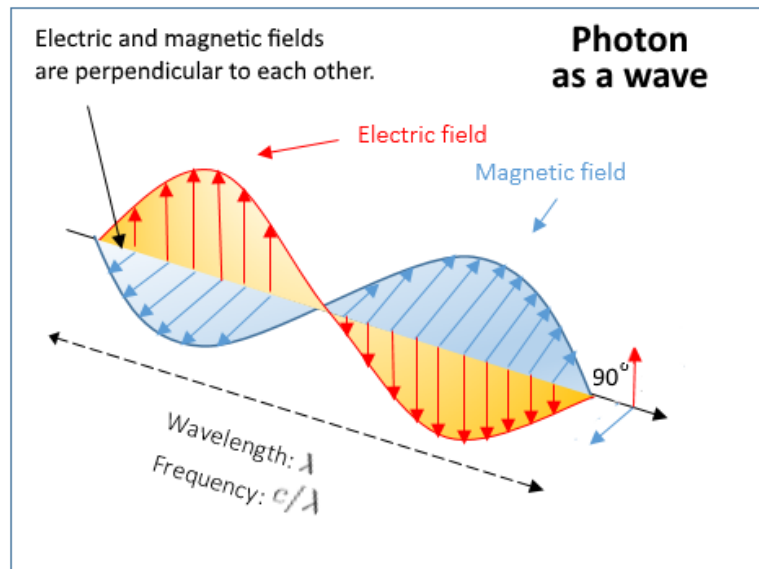 Electric and magnetic fields
are perpendicular to each other.
Photon
as a wave
Electric field
Magnetic field
90°
Wavelength: λ
Frequency: c/λ